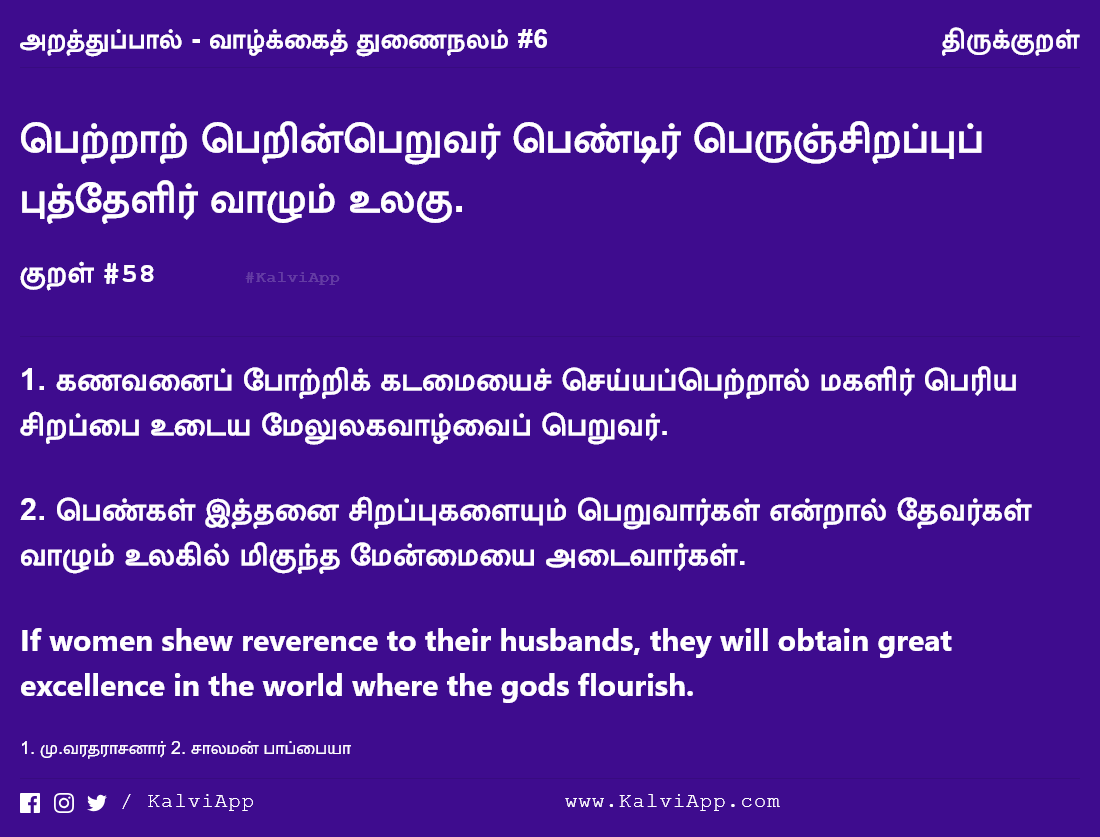 அறத்துப்பால் - வாழ்க்கைத் துணைநலம் #6
திருக்குறள்
பெற்றாற் பெறின்பெறுவர் பெண்டிர் பெருஞ்சிறப்புப்
புத்தேளிர் வாழும் உலகு.
குறள் #58
#KalviApp
1. கணவனைப் போற்றிக் கடமையைச் செய்யப்பெற்றால் மகளிர் பெரிய
சிறப்பை உடைய மேலுலகவாழ்வைப் பெறுவர்.
2. பெண்கள் இத்தனை சிறப்புகளையும் பெறுவார்கள் என்றால் தேவர்கள்
வாழும் உலகில் மிகுந்த மேன்மையை அடைவார்கள்.
If women shew reverence to their husbands, they will obtain great
excellence in the world where the gods flourish.
1. மு.வரதராசனார் 2. சாலமன் பாப்பையா
/ KalviApp
www.KalviApp.com